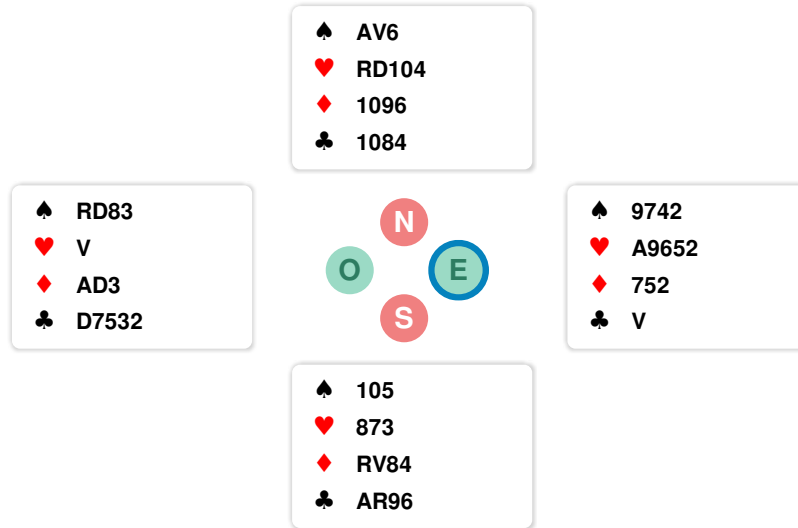 ♠ AV6
♥ RD104
♦ 1096
♣ 1084
♠ RD83
♥ V
♦ AD3
♣ D7532
N
O
E
S
♠ 9742
♥ A9652
♦ 752
♣ V
♠ 105
♥ 873
♦ RV84
♣ AR96